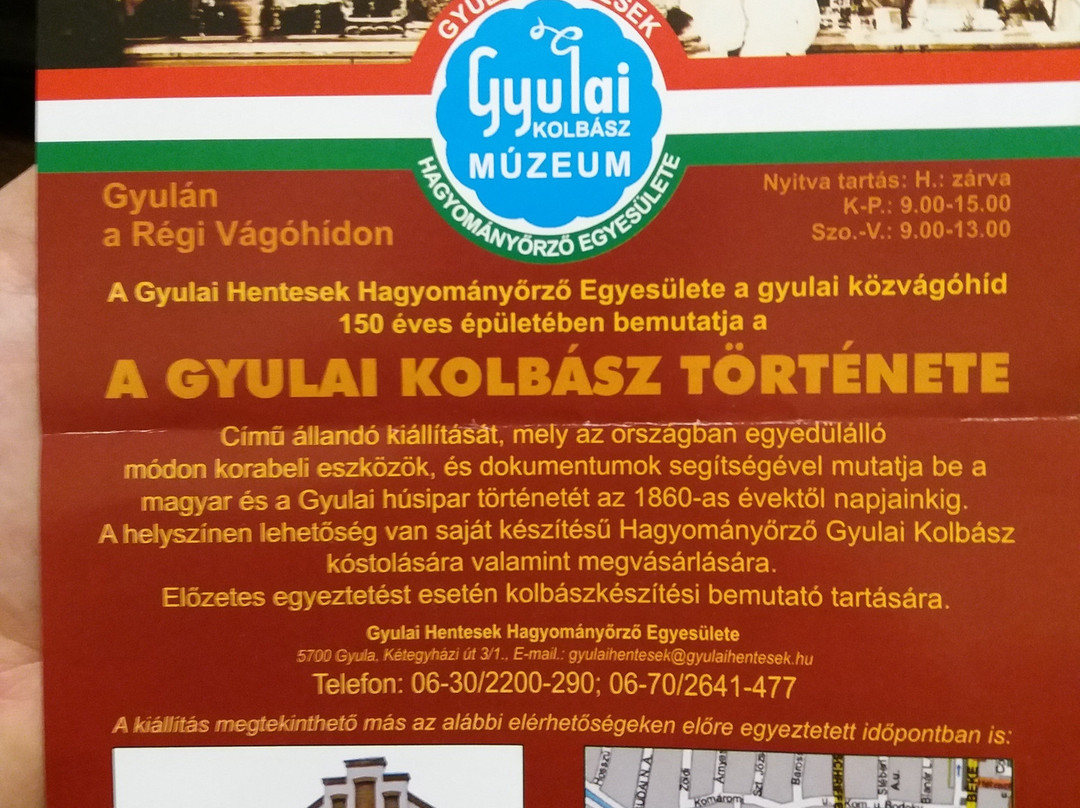 Gyulai
KOLBÁSZ
MÚZEUM
HAGYOMÁNYŐRZŐ EGYESÜLETE
Gyulán
a Régi Vágóhídon
Nyitva tartás: H.: zárva
K-P.: 9.00-15.00
Szo.-V.: 9.00-13.00
A Gyulai Hentesek Hagyományőrző Egyesülete a gyulai közvágóhíd
150 éves épületében bemutatja a
A GYULAI KOLBÁSZ TÖRTÉNETE
Című állandó kiállítását, mely az országban egyedülálló
módon korabeli eszközök, és dokumentumok segítségével mutatja be a
magyar és a Gyulai húsipar történetét az 1860-as évektől napjainkig.
A helyszínen lehetőség van saját készítésű Hagyományőrző Gyulai Kolbász
kóstolására valamint megvásárlására.
Előzetes egyeztetést esetén kolbászkészítési bemutató tartására.
Gyulai Hentesek Hagyományőrző Egyesülete
5700 Gyula, Kétegyházi út 3/1., E-mail.: gyulaihentesek@gyulaihentesek.hu
Telefon: 06-30/2200-290; 06-70/2641-477
A kiállítás megtekinthető más az alábbi elérhetőségeken előre egyeztetett időpontban is:
Komáromi